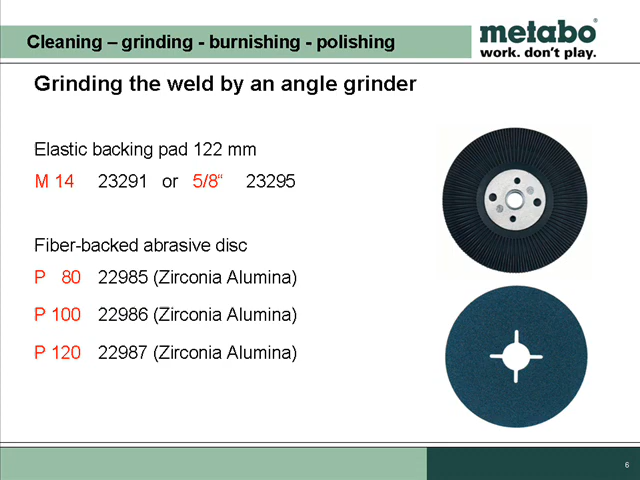 Cleaning – grinding - burnishing - polishing
metabo®
work. don't play.
Grinding the weld by an angle grinder
Elastic backing pad 122 mm
M 14 23291 or 5/8“ 23295
Fiber-backed abrasive disc
P 80 22985 (Zirconia Alumina)
P 100 22986 (Zirconia Alumina)
P 120 22987 (Zirconia Alumina)
6